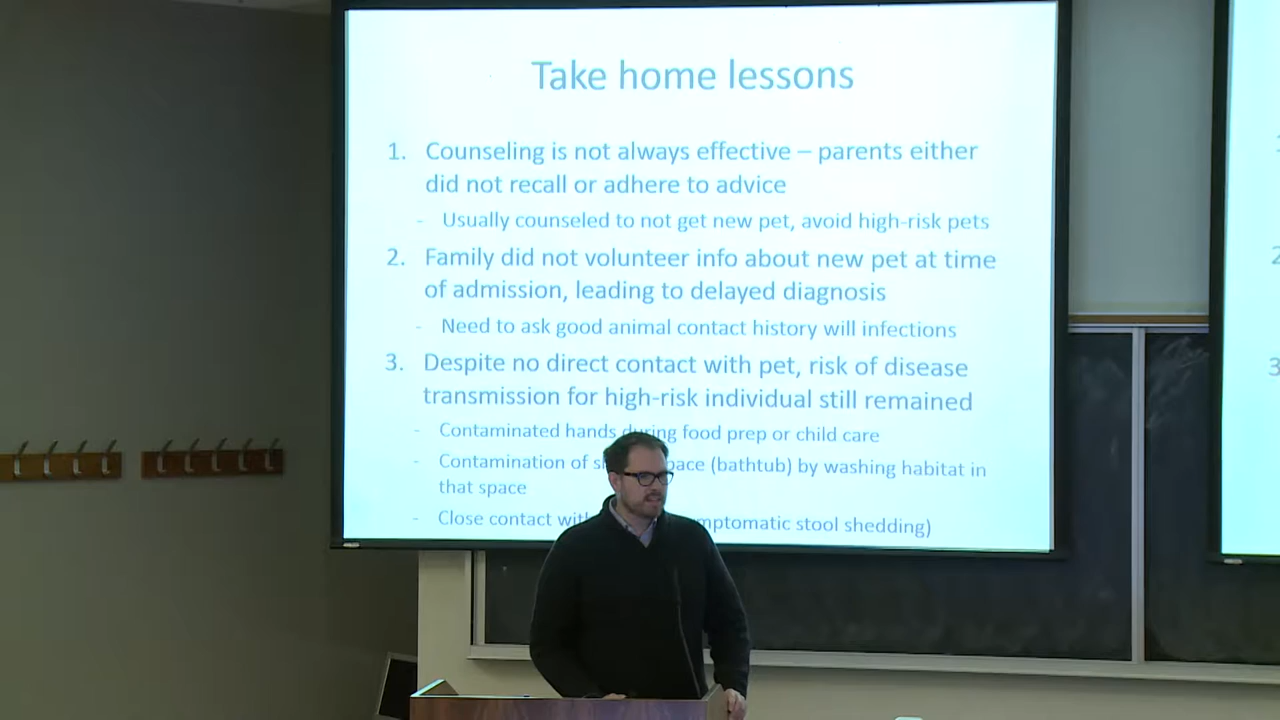 Take home lessons
1. Counseling is not always effective – parents either
did not recall or adhere to advice
- Usually counseled to not get new pet, avoid high-risk pets
2. Family did not volunteer info about new pet at time
of admission, leading to delayed diagnosis
- Need to ask good animal contact history will infections
3. Despite no direct contact with pet, risk of disease
transmission for high-risk individual still remained
- Contaminated hands during food prep or child care
- Contamination of (bathtub) by washing habitat in
that space
- Close contact stool shedding)
2
3